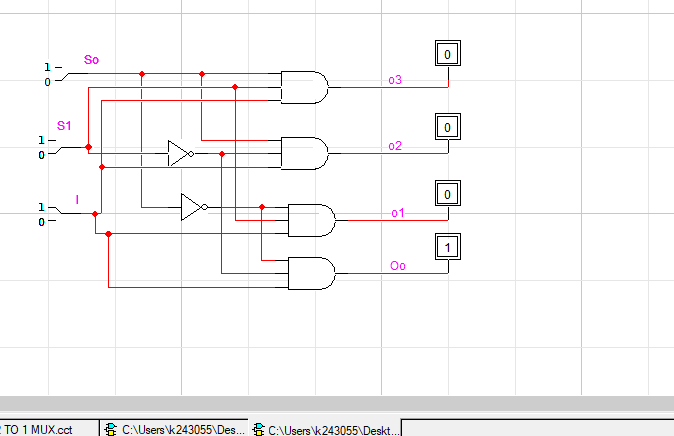 So
1
0
o3
0
S1
1
0
o2
0
I
1
0
o1
0
Oo
1
2 TO 1 MUX.cct
C:\Users\k243055\Des...
C:\Users\k243055\Deskt...